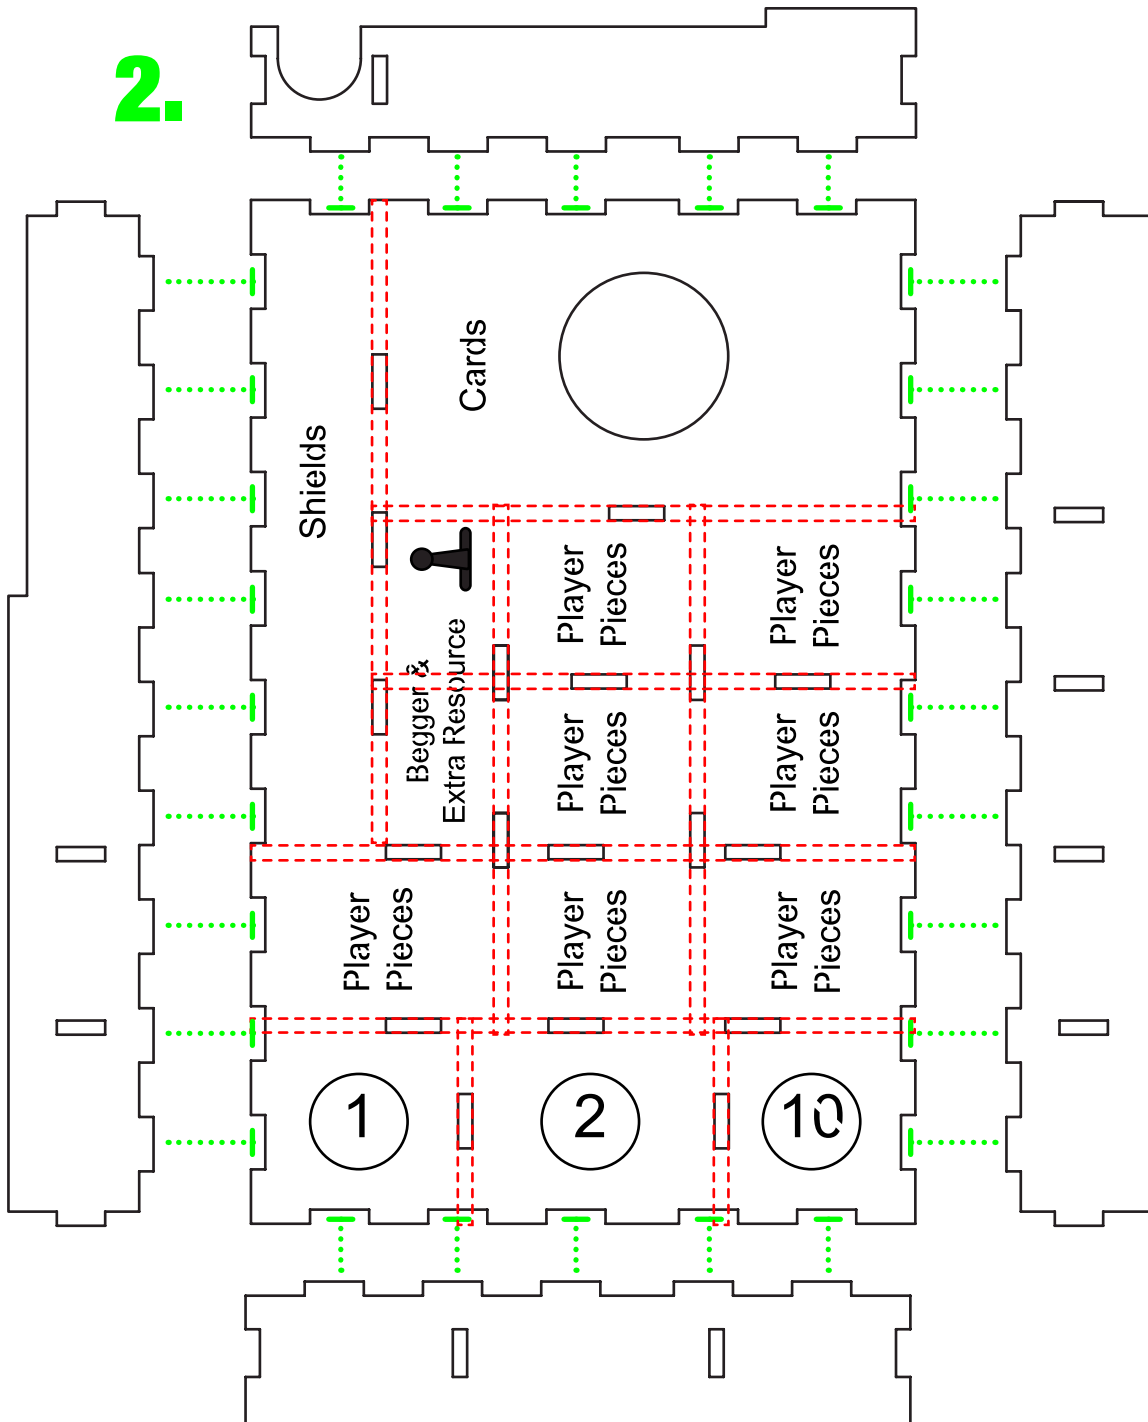 2.
Cards
Shields
Player
Pieces
Player
Pieces
Begger &
Extra Resource
Player
Pieces
Player
Pieces
Player
Pieces
Player
Pieces
Player
Pieces
1
2
10